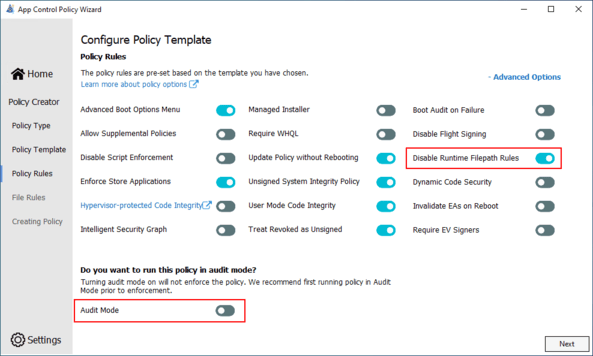 App Control Policy Wizard
Configure Policy Template
Policy Rules
The policy rules are pre-set based on the template you have chosen.
Learn more about policy options
- Advanced Options
Home
Policy Creator
Policy Type
Policy Template
Policy Rules
File Rules
Creating Policy
Settings
Advanced Boot Options Menu
Managed Installer
Boot Audit on Failure
Allow Supplemental Policies
Require WHQL
Disable Flight Signing
Disable Script Enforcement
Update Policy without Rebooting
Disable Runtime Filepath Rules
Enforce Store Applications
Unsigned System Integrity Policy
Dynamic Code Security
Hypervisor-protected Code Integrity
User Mode Code Integrity
Invalidate EAs on Reboot
Intelligent Security Graph
Treat Revoked as Unsigned
Require EV Signers
Do you want to run this policy in audit mode?
Turning audit mode on will not enforce the policy. We recommend first running policy in Audit
Mode prior to enforcement.
Audit Mode
Next